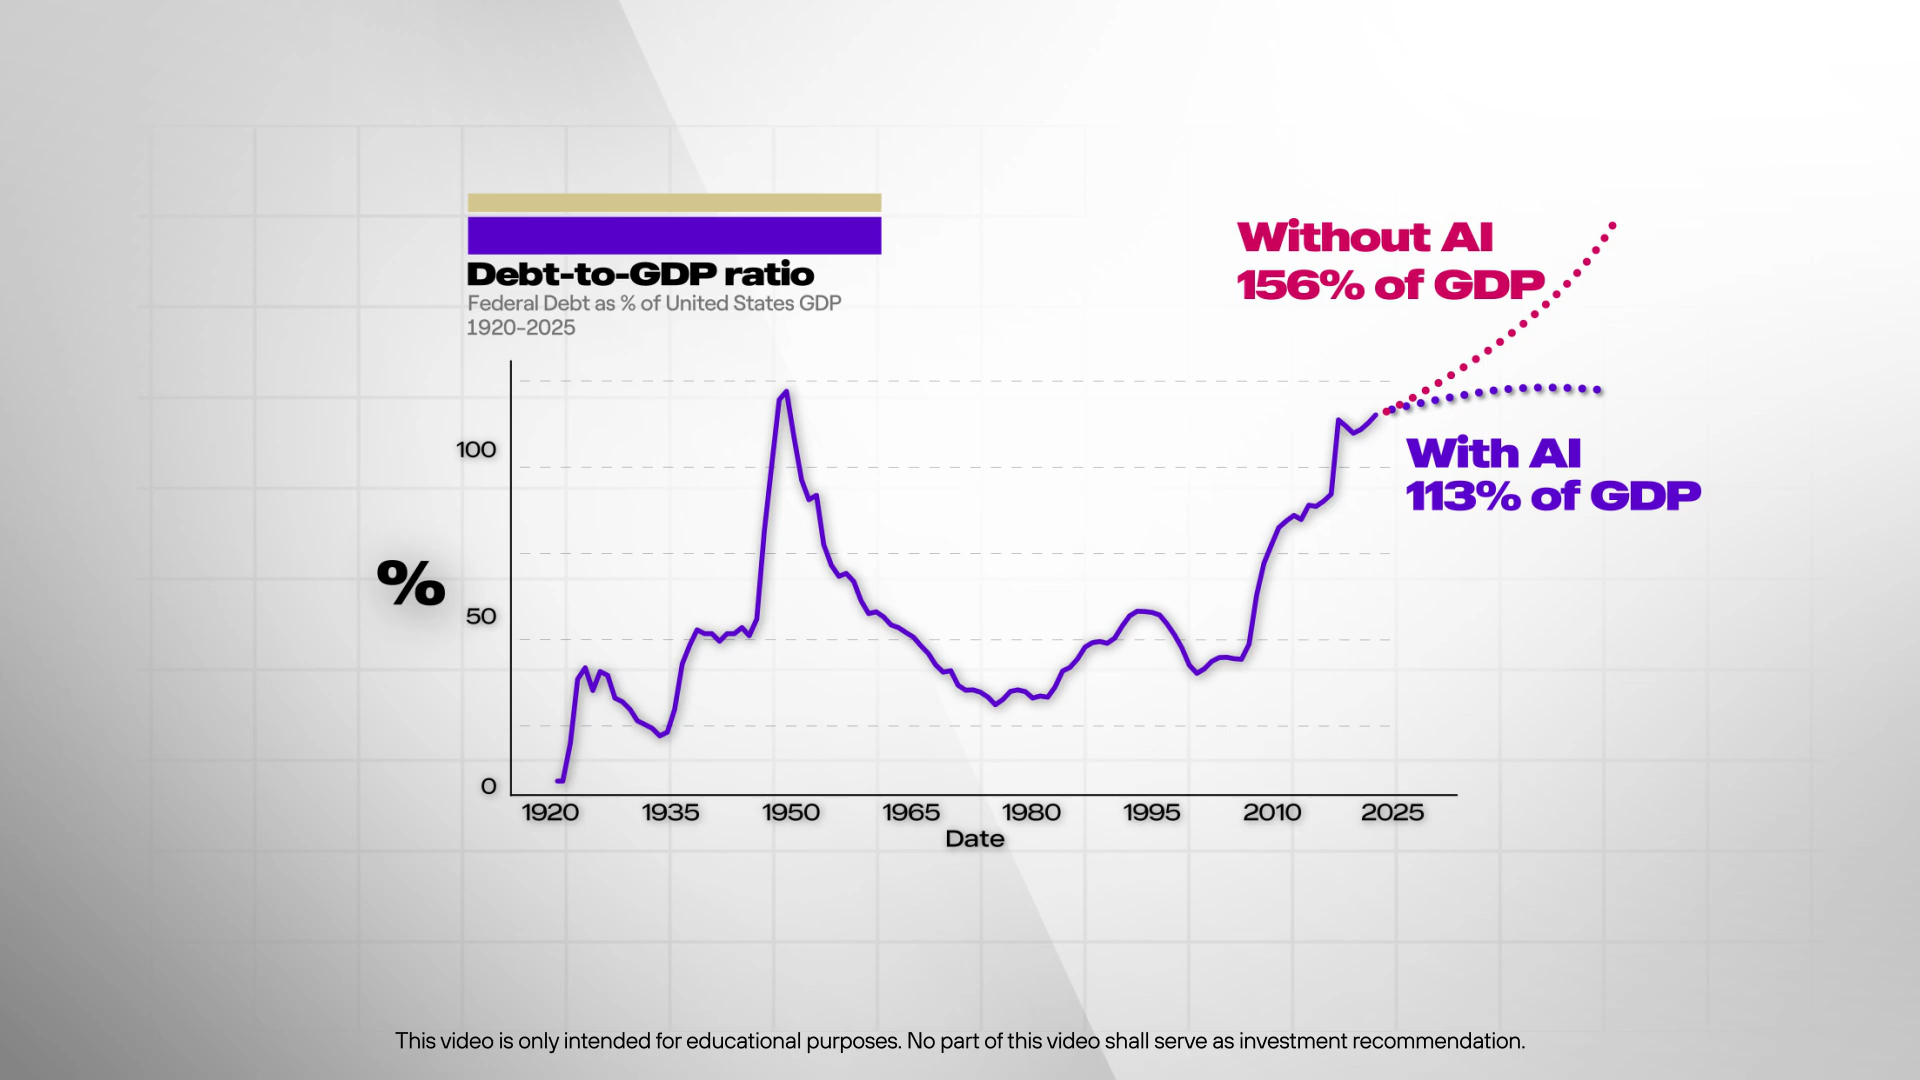 Debt-to-GDP ratio
Federal Debt as % of United States GDP
1920-2025
Without AI
156% of GDP
With AI
113% of GDP
100
%
50
0
1920 1935 1950 1965 1980 1995 2010 2025
Date
This video is only intended for educational purposes. No part of this video shall serve as investment recommendation.